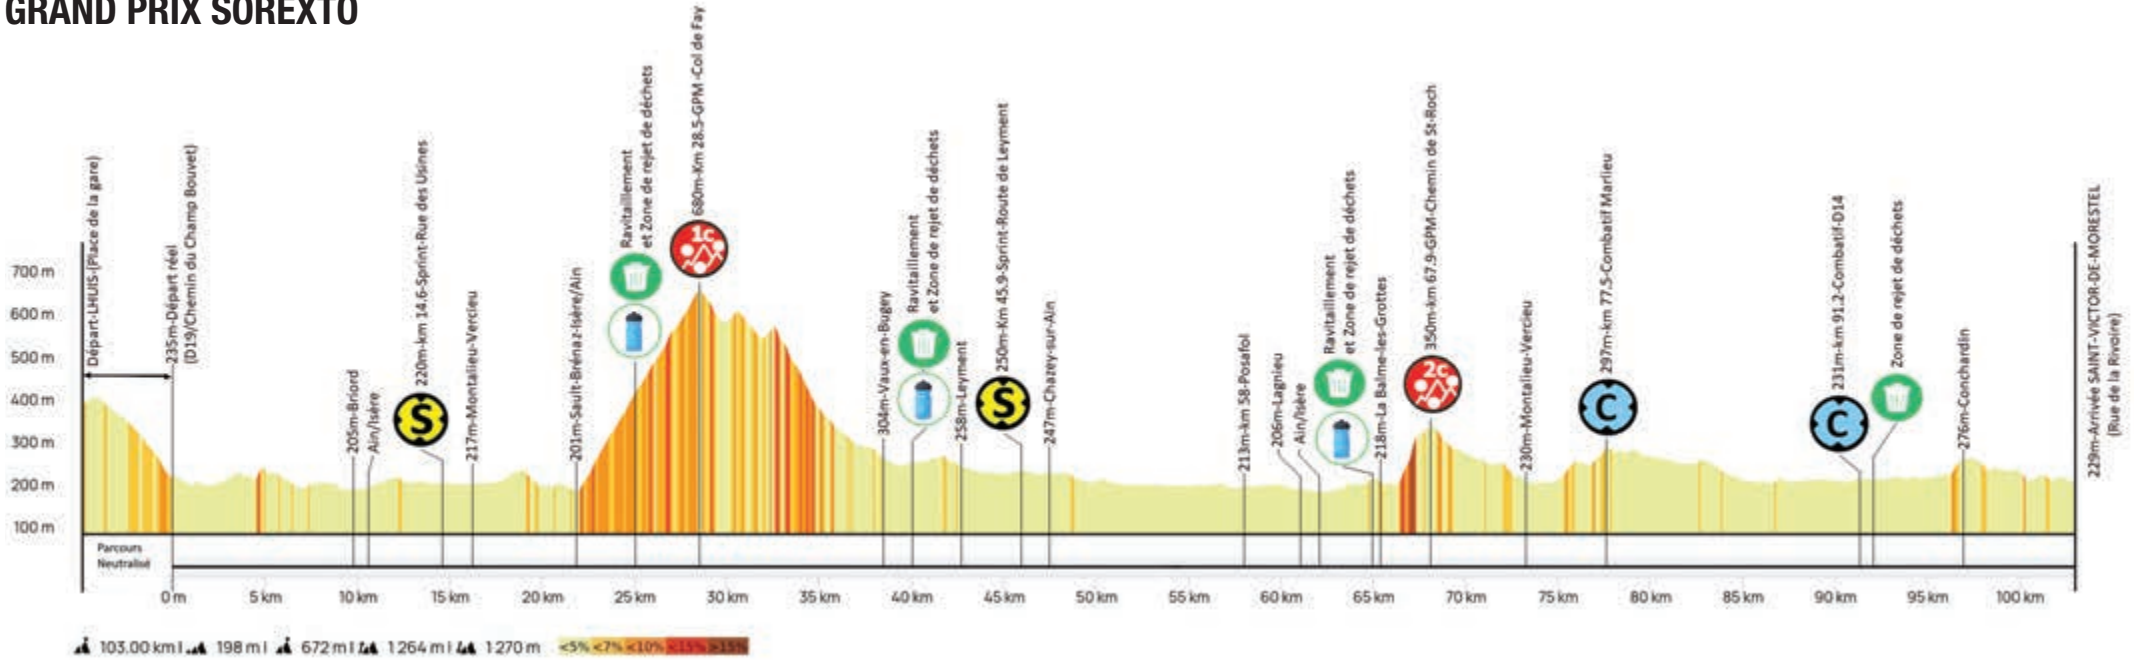 GRAND PRIX SOREXTO
Départ-LHUIS-(Place de la gare)
235m-Départ réel
(D19/Chemin du Champ Bouvet)
205m-Briord
Ain/Isère
220m-km 14.6-Sprint-Rue des Usines
S
217m-Montalieu-Vercieu
201m-Sault-Brénaz-Isère/Ain
Ravitaillement
et Zone de rejet de déchets
680m-Km 28.5-GPM -Col de Fay
1c
304m-Vaux-en-Bugey
Ravitaillement
et Zone de rejet de déchets
258m-Leyment
250m-Km 45.9-Sprint-Route de Leyment
S
247m-Chazey-sur-Ain
213m-km 58-Posafol
206m-Lagnieu
Ain/Isère
Ravitaillement
et Zone de rejet de déchets
218m-La Balme-les-Grottes
350m-km 67.9-GPM-Chemin de St-Roch
2c
230m-Montalieu-Vercieu
297m-km 77.5-Combatif Marlieu
C
231m-km 91.2-Combatif-D14
C
Zone de rejet de déchets
276m-Conchardin
229m-Arrivée SAINT-VICTOR-DE-MORESTEL
(Rue de la Rivoire)
700 m
600 m
500 m
400 m
300 m
200 m
100 m
Parcours
Neutralisé
0 m 5 km 10 km 15 km 20 km 25 km 30 km 35 km 40 km 45 km 50 km 55 km 60 km 65 km 70 km 75 km 80 km 85 km 90 km 95 km 100 km
103.00 km | 198 m | 672 m | 1 264 m | 1 270 m <5% <7% <10% <15% >15%